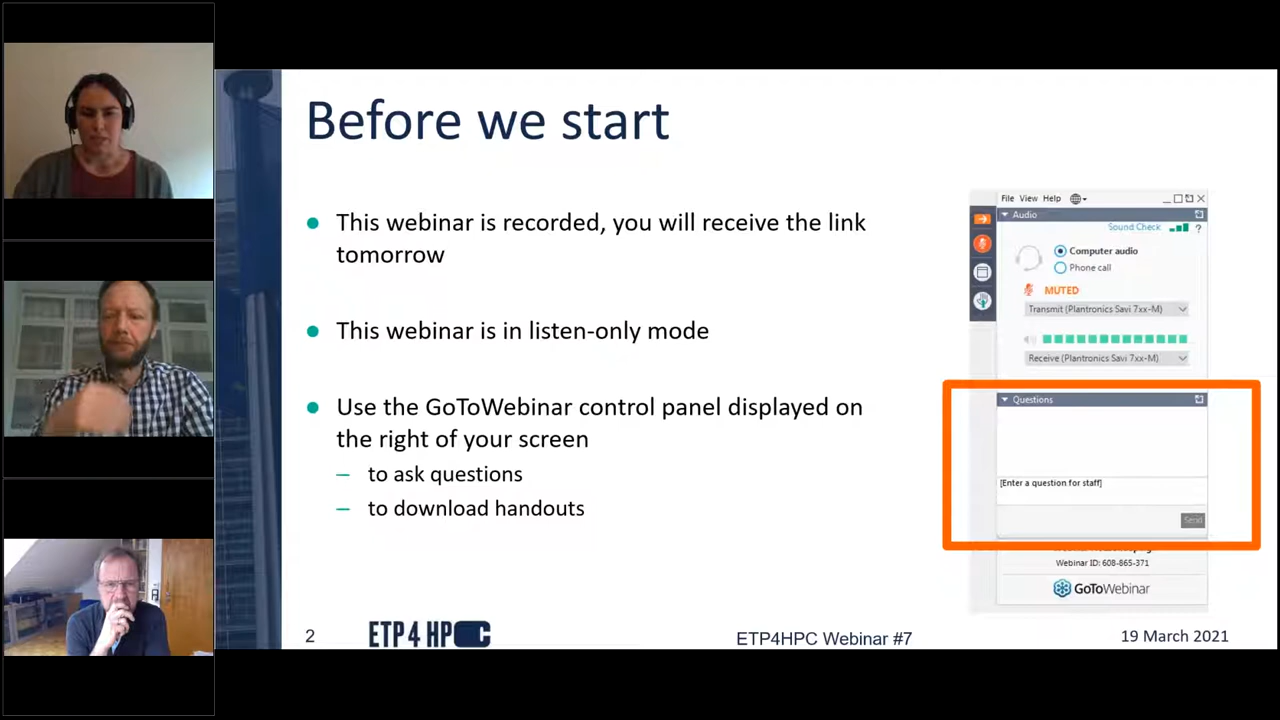 Before we start
This webinar is recorded, you will receive the link
tomorrow
This webinar is in listen-only mode
Use the GoToWebinar control panel displayed on
the right of your screen
– to ask questions
– to download handouts
File View Help
Audio
Sound Check
?
Computer audio
Phone call
MUTED
Transmit (Plantronics Savi 7xx-M)
Receive (Plantronics Savi 7xx-M)
Questions
[Enter a question for staff]
Send
Webinar ID: 608-865-371
GoToWebinar
2
ETP4HPC
ETP4HPC Webinar #7
19 March 2021